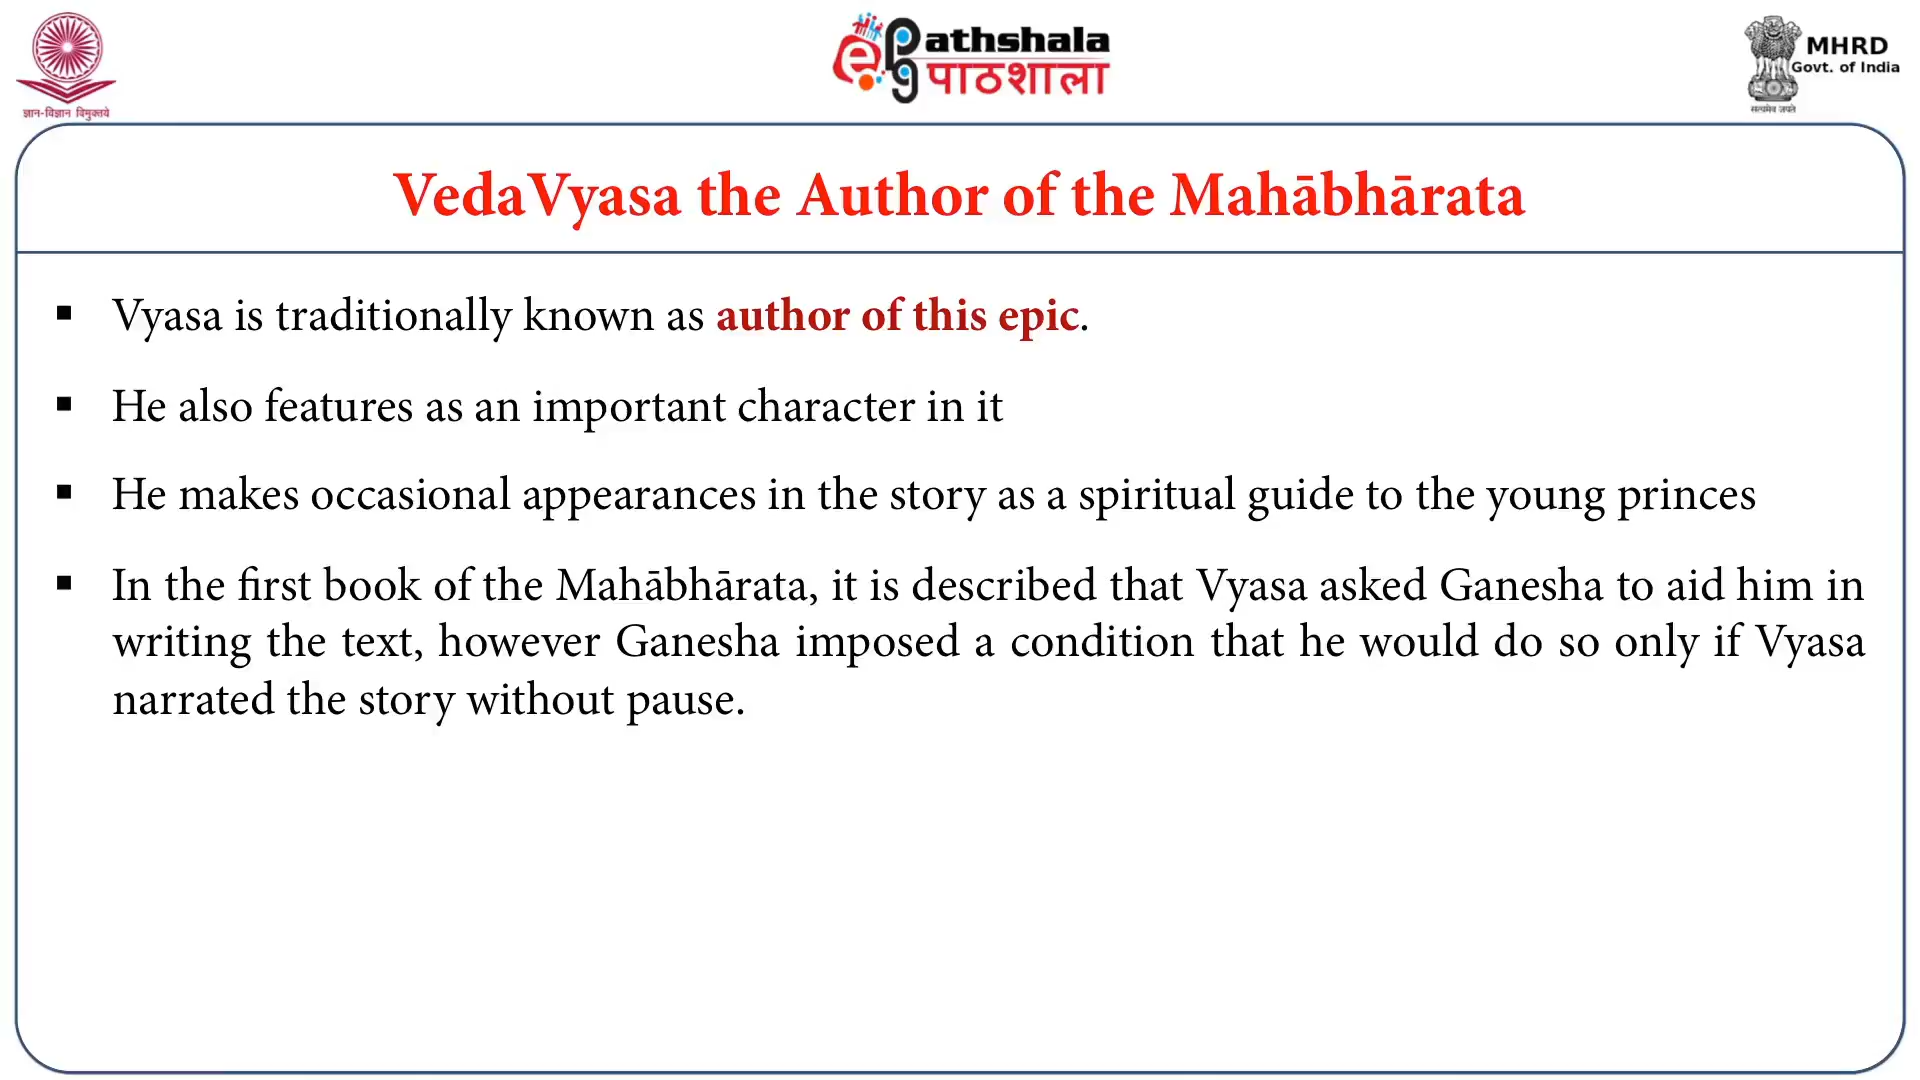 ज्ञान-विज्ञान विमुक्तये
ePG Pathshala
पाठशाला
MHRD
Govt. of India
सत्यमेव जयते
VedaVyasa the Author of the Mahābhārata
▪ Vyasa is traditionally known as author of this epic.
▪ He also features as an important character in it
▪ He makes occasional appearances in the story as a spiritual guide to the young princes
▪ In the first book of the Mahābhārata, it is described that Vyasa asked Ganesha to aid him in
writing the text, however Ganesha imposed a condition that he would do so only if Vyasa
narrated the story without pause.